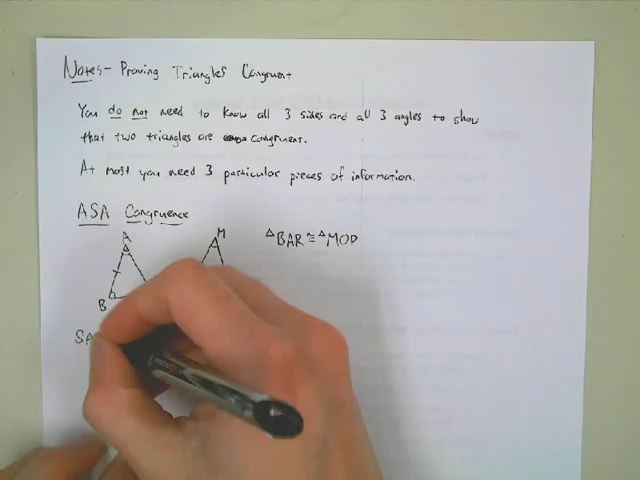 Notes- Proving Triangles Congruent
You do not need to know all 3 sides and all 3 angles to show
that two triangles are congruent.
At most you need 3 particular pieces of information.
ASA Congruence
A M △BAR ≅ △MOD
B
SA